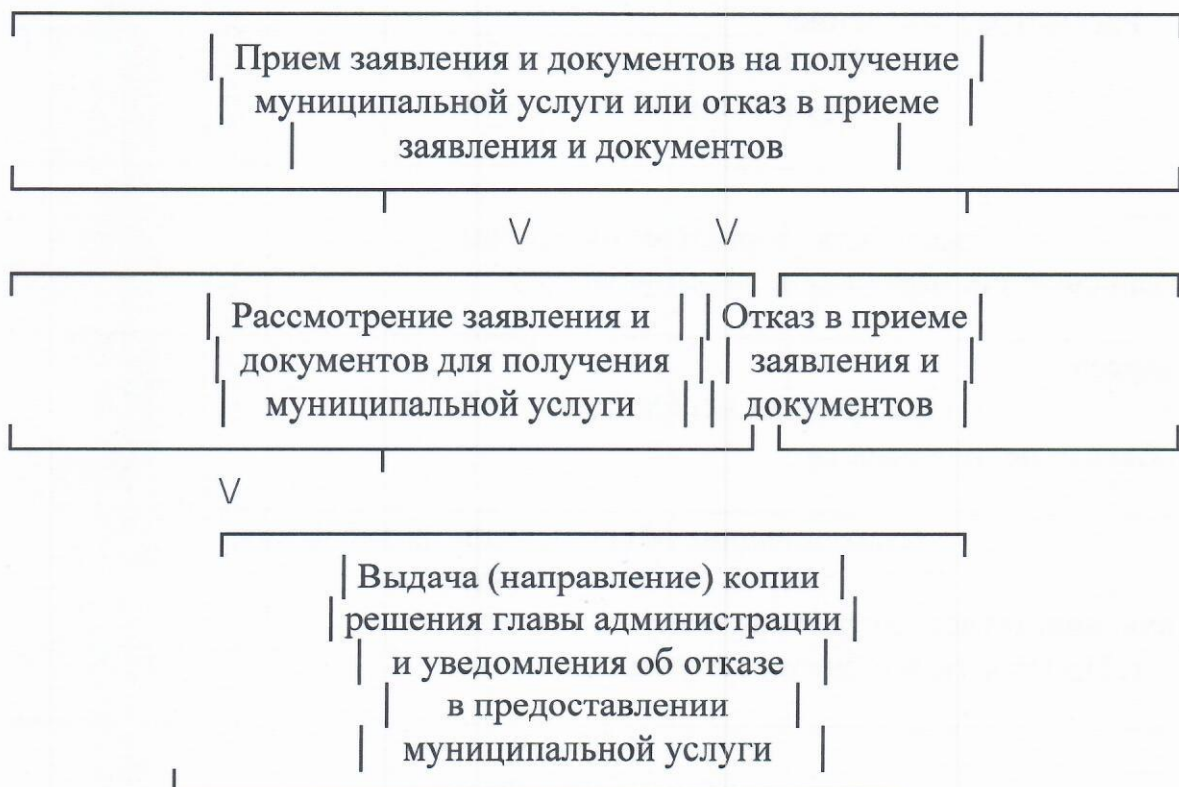 Прием заявления и документов на получение
муниципальной услуги или отказ в приеме
заявления и документов
Рассмотрение заявления и
документов для получения
муниципальной услуги
Отказ в приеме
заявления и
документов
Выдача (направление) копии
решения главы администрации
и уведомления об отказе
в предоставлении
муниципальной услуги